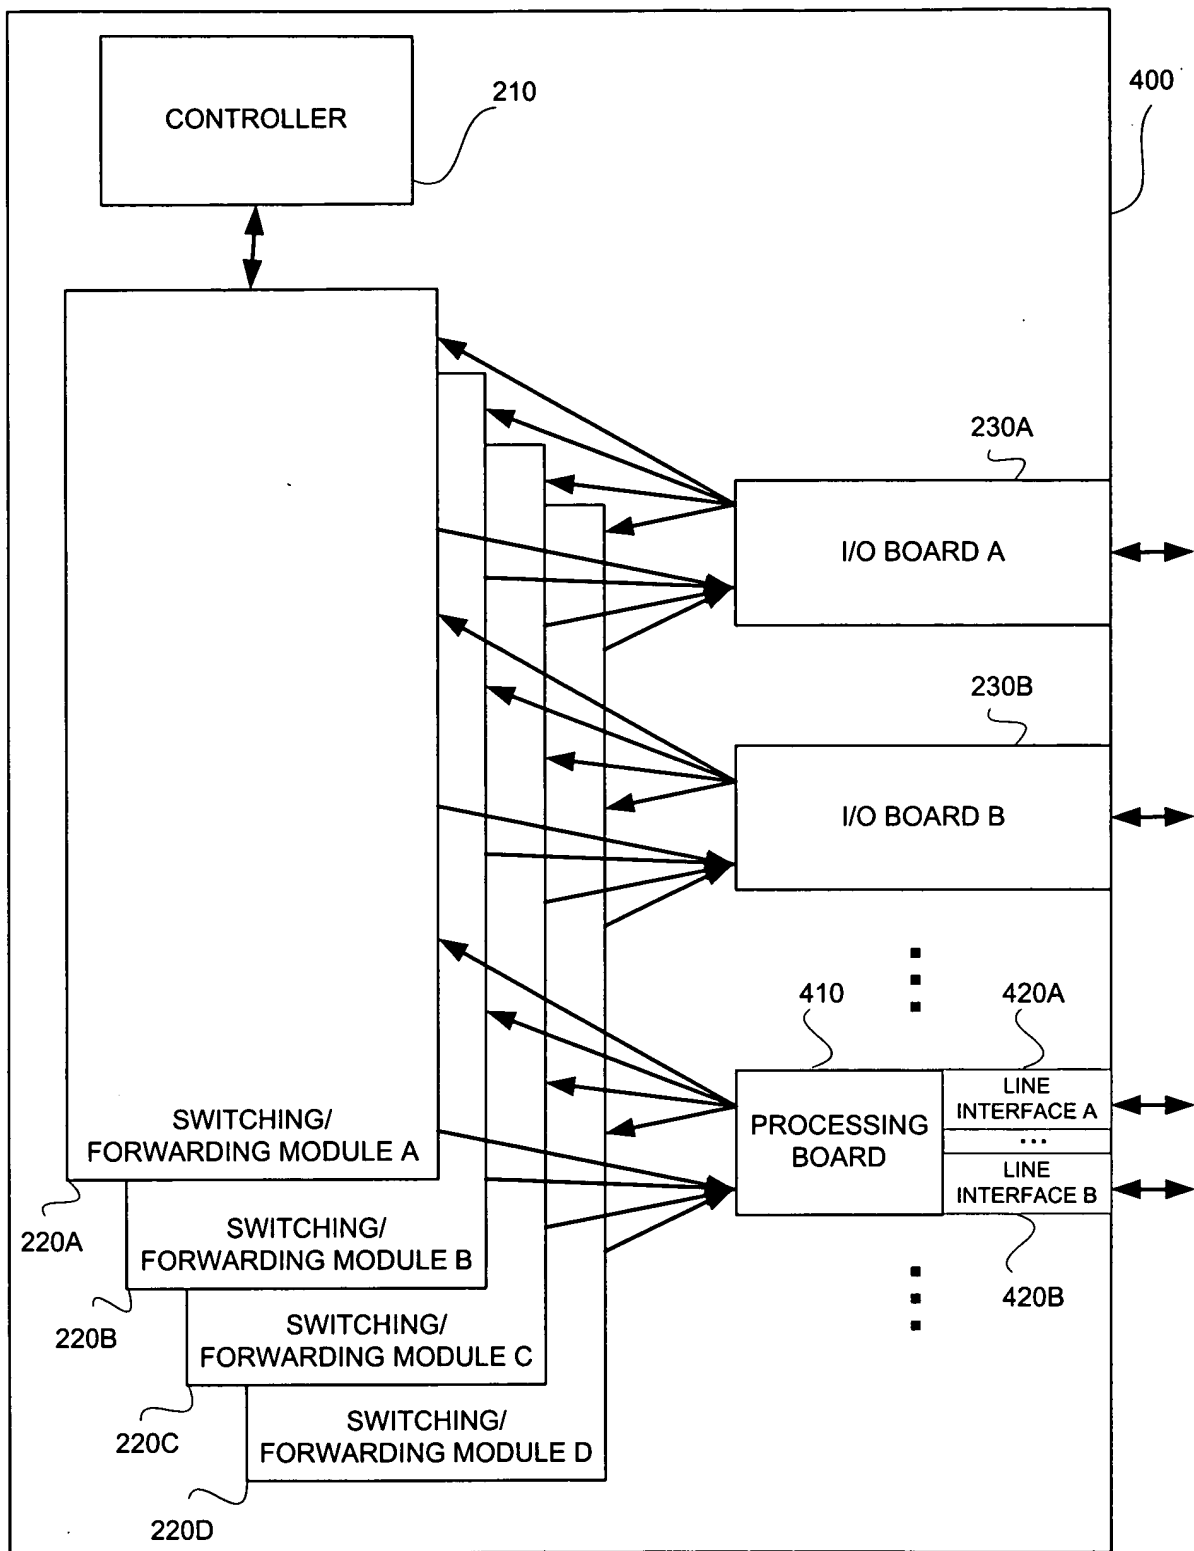 CONTROLLER
210
400
230A
I/O BOARD A
230B
I/O BOARD B
410
420A
PROCESSING
BOARD
LINE
INTERFACE A
...
LINE
INTERFACE B
420B
SWITCHING/
FORWARDING MODULE A
220A
SWITCHING/
FORWARDING MODULE B
220B
SWITCHING/
FORWARDING MODULE C
220C
SWITCHING/
FORWARDING MODULE D
220D